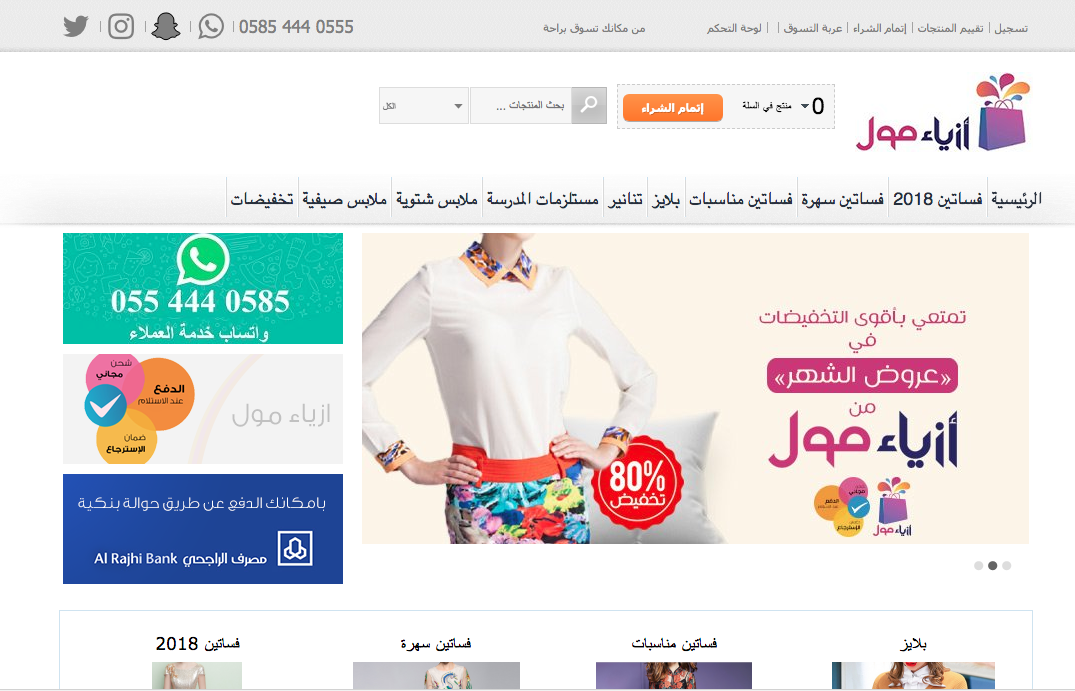 تسجيل | تقييم المنتجات | إتمام الشراء | عربة التسوق | | لوحة التحكم
من مكانك تسوق براحة
0585 444 0555
أزياء مول
0 منتج في السلة
إتمام الشراء
بحث المنتجات ...
الكل
الرئيسية
فساتين 2018
فساتين سهرة
فساتين مناسبات
بلايز
تنانير
مستلزمات المدرسة
ملابس شتوية
ملابس صيفية
تخفيضات
تمتعي بأقوى التخفيضات
في
«عروض الشهر»
من
أزياء مول
80%
تخفيض
مجاني
الدفع
الإسترجاع
أزياء مول
055 444 0585
واتساب خدمة العملاء
شحن
مجاني
الدفع
عند الاستلام
ضمان
الإسترجاع
ازياء مول
بامكانك الدفع عن طريق حوالة بنكية
مصرف الراجحي Al Rajhi Bank
بلايز
فساتين مناسبات
فساتين سهرة
فساتين 2018